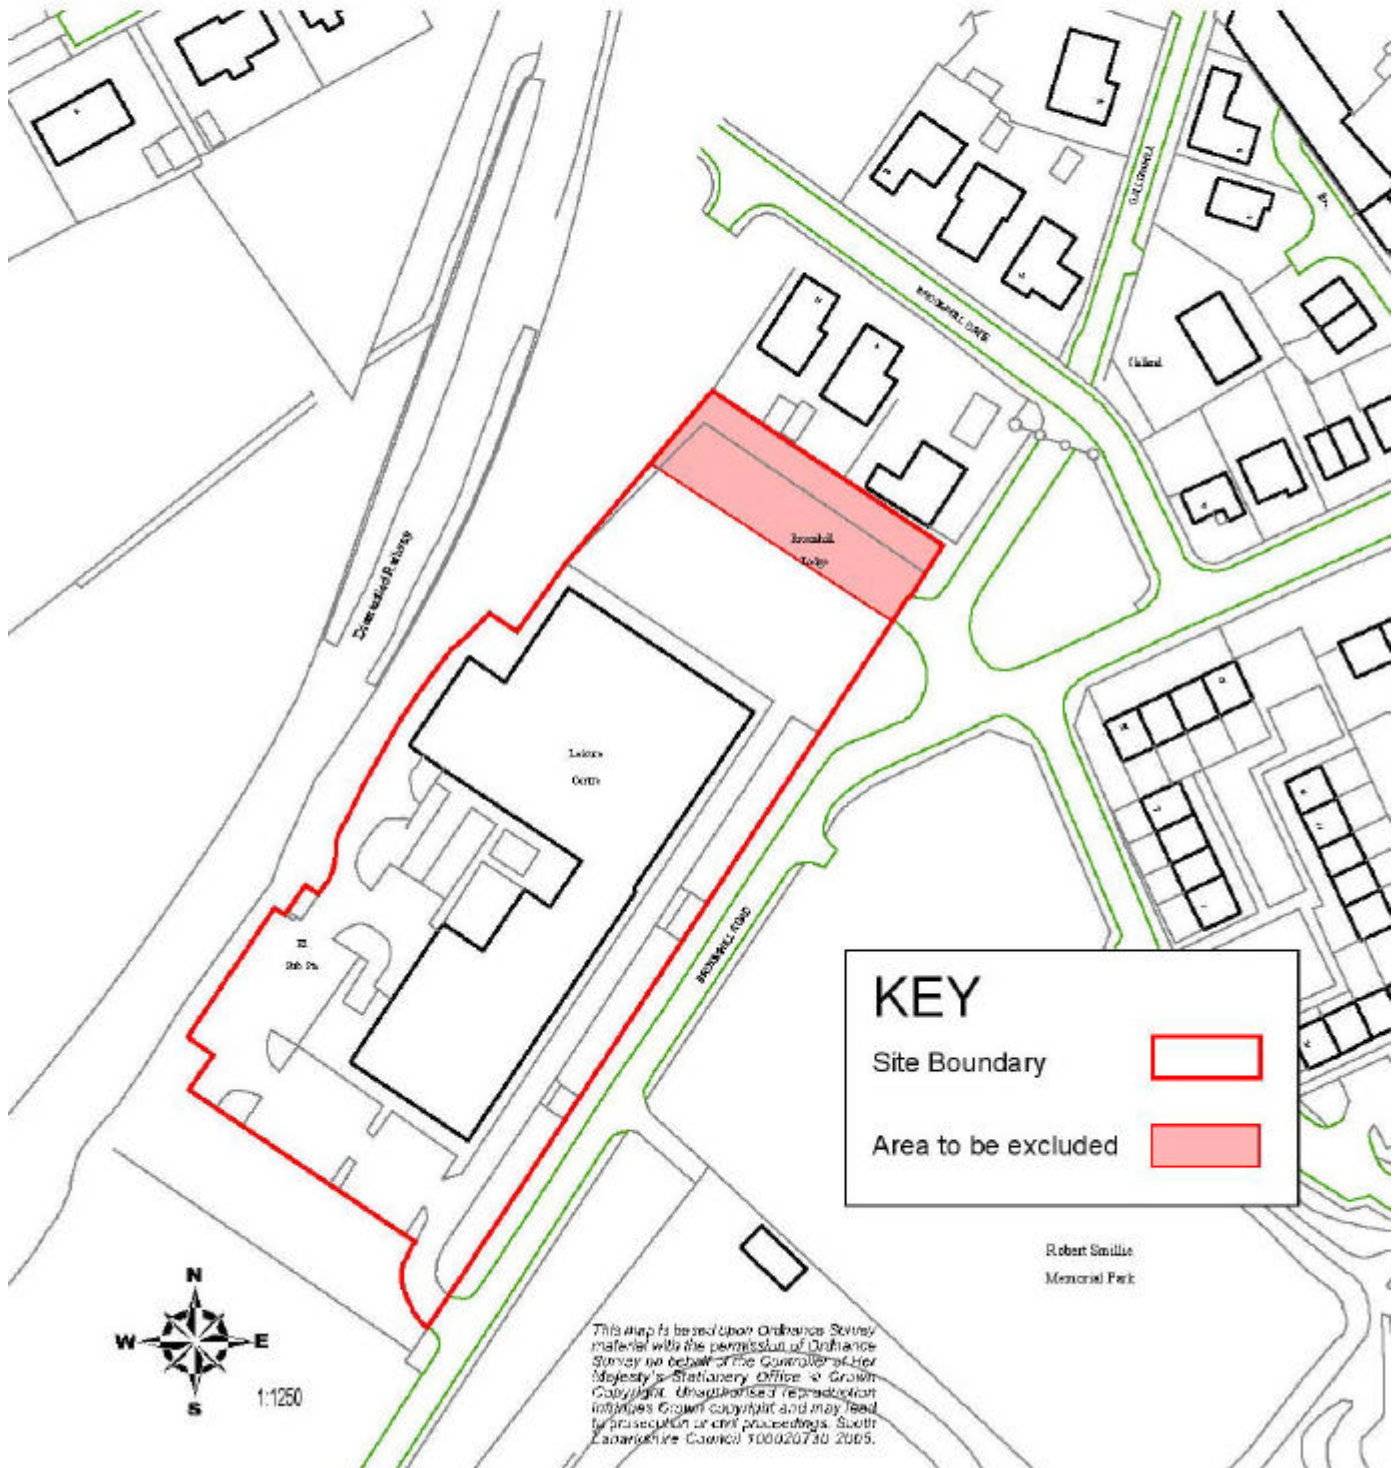 BROOMHILL GATE
Broomhill
Lodge
Dismantled Railway
Leisure
Centre
El
Sub Sta
BROOMHILL ROAD
KEY
Site Boundary
Area to be excluded
Robert Smillie
Memorial Park
N
W
E
S
1:1250
This map is based upon Ordnance Survey
material with the permission of Ordnance
Survey on behalf of the Controller of Her
Majesty's Stationery Office © Crown
Copyright. Unauthorised reproduction
infringes Crown copyright and may lead
to prosecution or civil proceedings. South
Lanarkshire Council 100020730 2005.